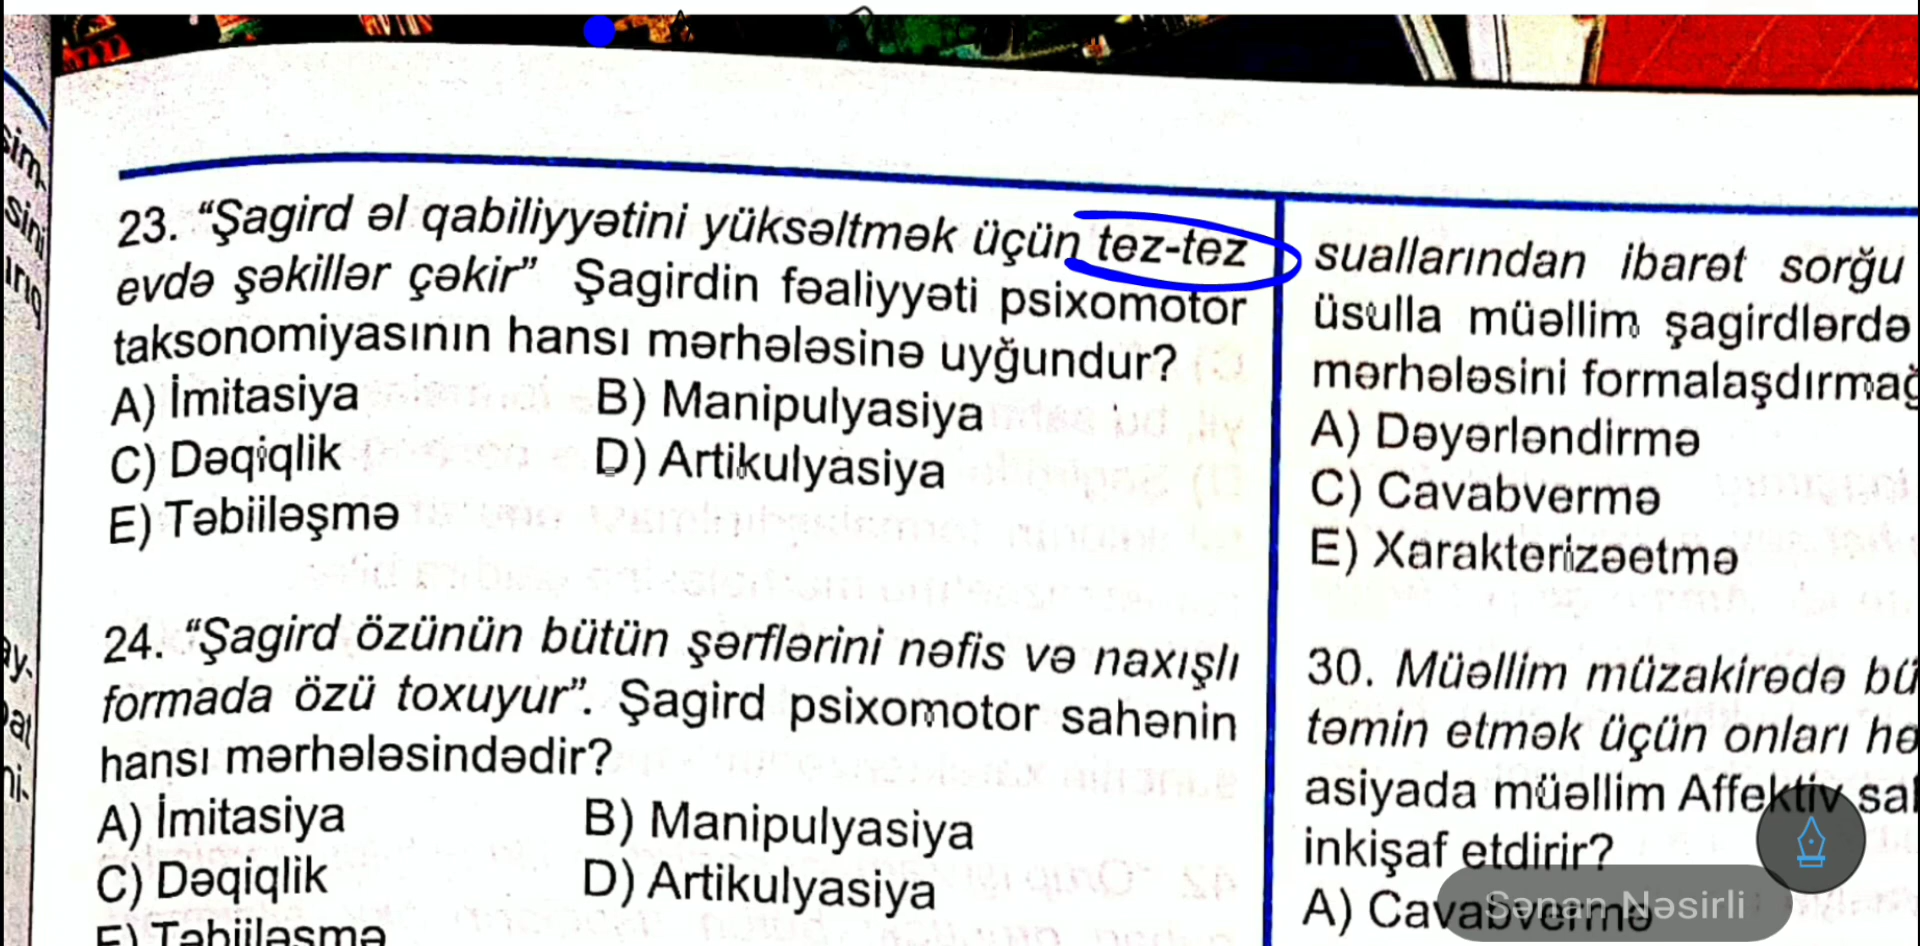 23. “Şagird əl qabiliyyətini yüksəltmək üçün tez-tez
evdə şəkillər çəkir” Şagirdin fəaliyyəti psixomotor
taksonomiyasının hansı mərhələsinə uyğundur?
A) İmitasiya B) Manipulyasiya
C) Dəqiqlik D) Artikulyasiya
E) Təbiiləşmə
24. “Şagird özünün bütün şərflərini nəfis və naxışlı
formada özü toxuyur”. Şagird psixomotor sahənin
hansı mərhələsindədir?
A) İmitasiya B) Manipulyasiya
C) Dəqiqlik D) Artikulyasiya
E) Təbiiləşmə
suallarından ibarət sorğu
üsulla müəllim şagirdlərdə
mərhələsini
A) Dəyərləndirmə
C) Cavabvermə
E) Xarakterizəetmə
30. Müəllim müzakirədə
təmin etmək üçün onları
asiyada müəllim Affektiv
inkişaf etdirir?
A) Cavabvermə
Sənan Nəsirli